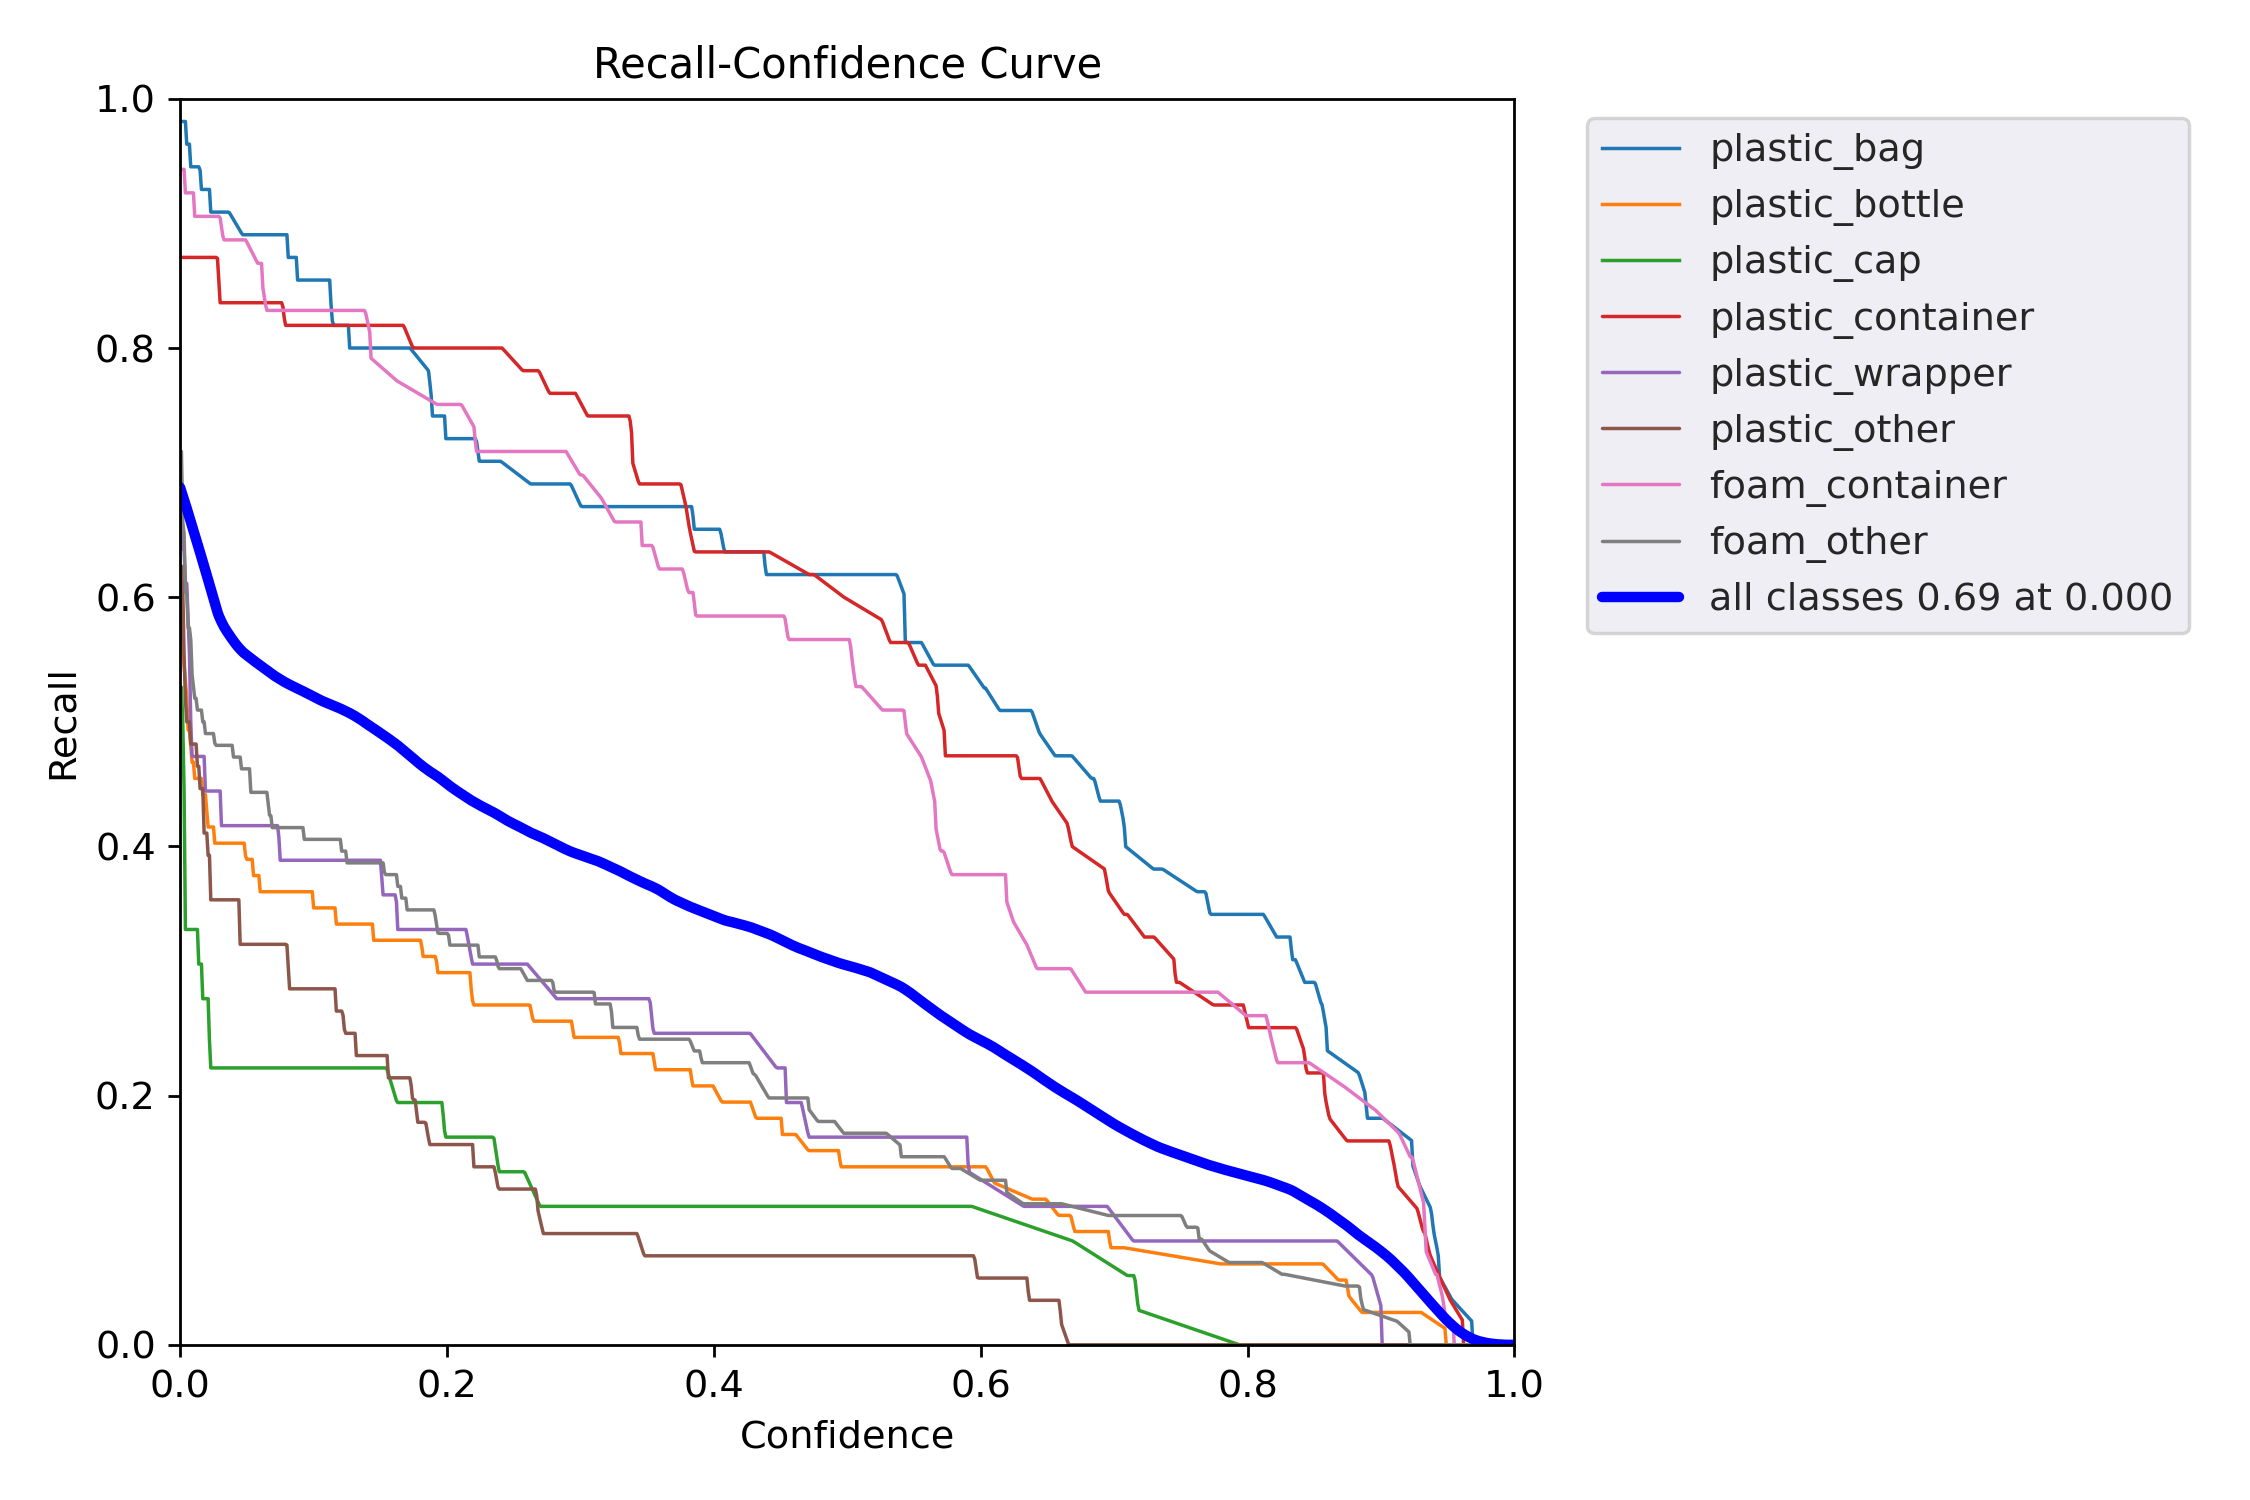 Recall-Confidence Curve
1.0
0.8
0.6
0.4
0.2
0.0
Recall
0.0 0.2 0.4 0.6 0.8 1.0
Confidence
plastic_bag
plastic_bottle
plastic_cap
plastic_container
plastic_wrapper
plastic_other
foam_container
foam_other
all classes 0.69 at 0.000